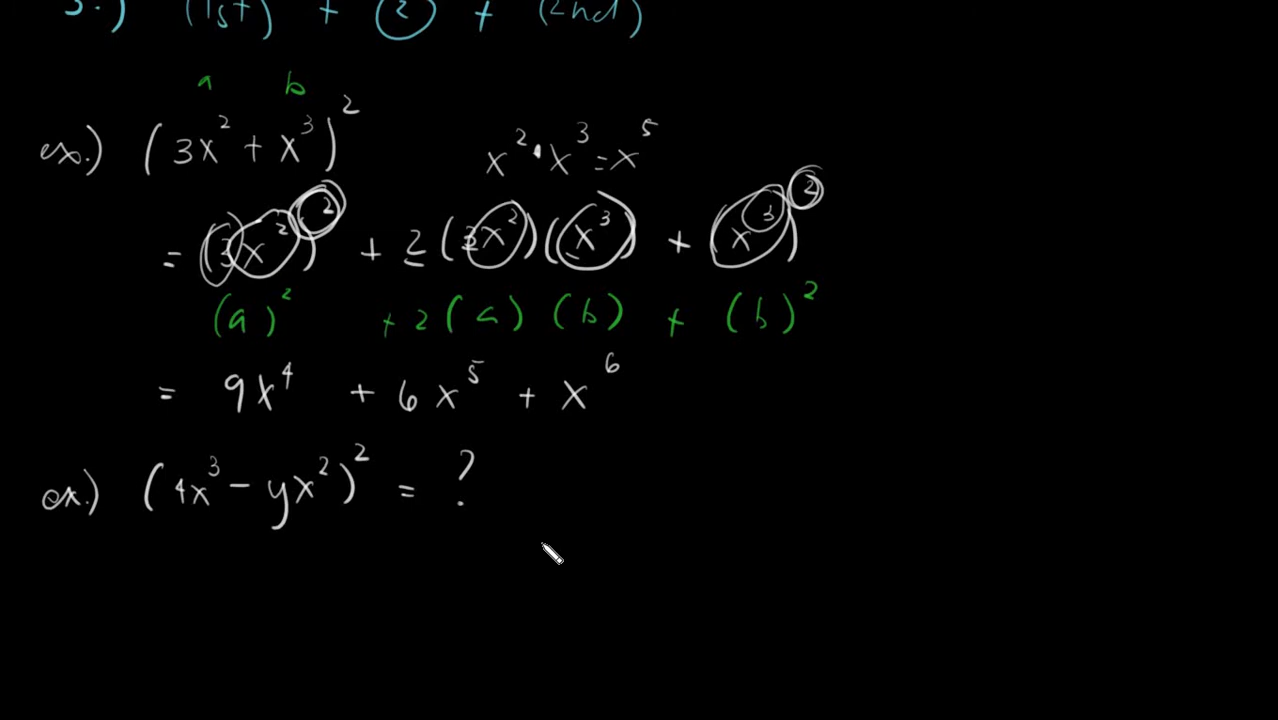 3.) (1st) + 2 + (2nd)
a b
ex.) (3x² + x³)² x² · x³ = x⁵
= (3x²)² + 2(3x²)(x³) + (x³)²
(a)² + 2(a)(b) + (b)²
= 9x⁴ + 6x⁵ + x⁶
ex.) (4x³ - yx²)² = ?